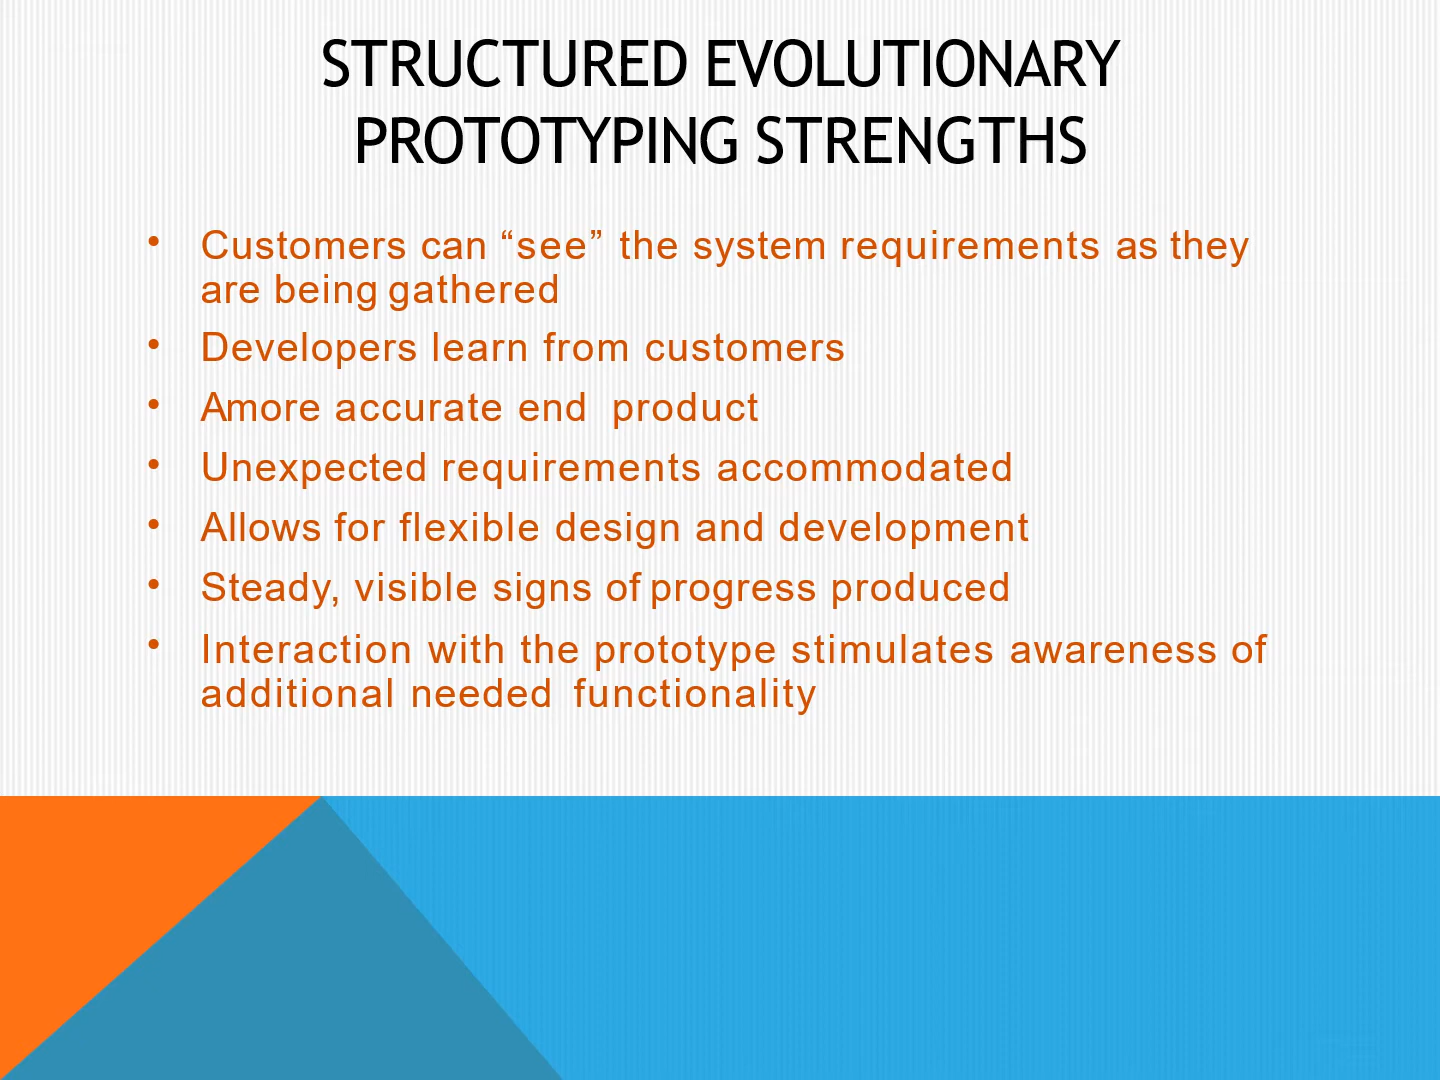 STRUCTURED EVOLUTIONARY
PROTOTYPING STRENGTHS
• Customers can “see” the system requirements as they
are being gathered
• Developers learn from customers
• Amore accurate end product
• Unexpected requirements accommodated
• Allows for flexible design and development
• Steady, visible signs of progress produced
• Interaction with the prototype stimulates awareness of
additional needed functionality